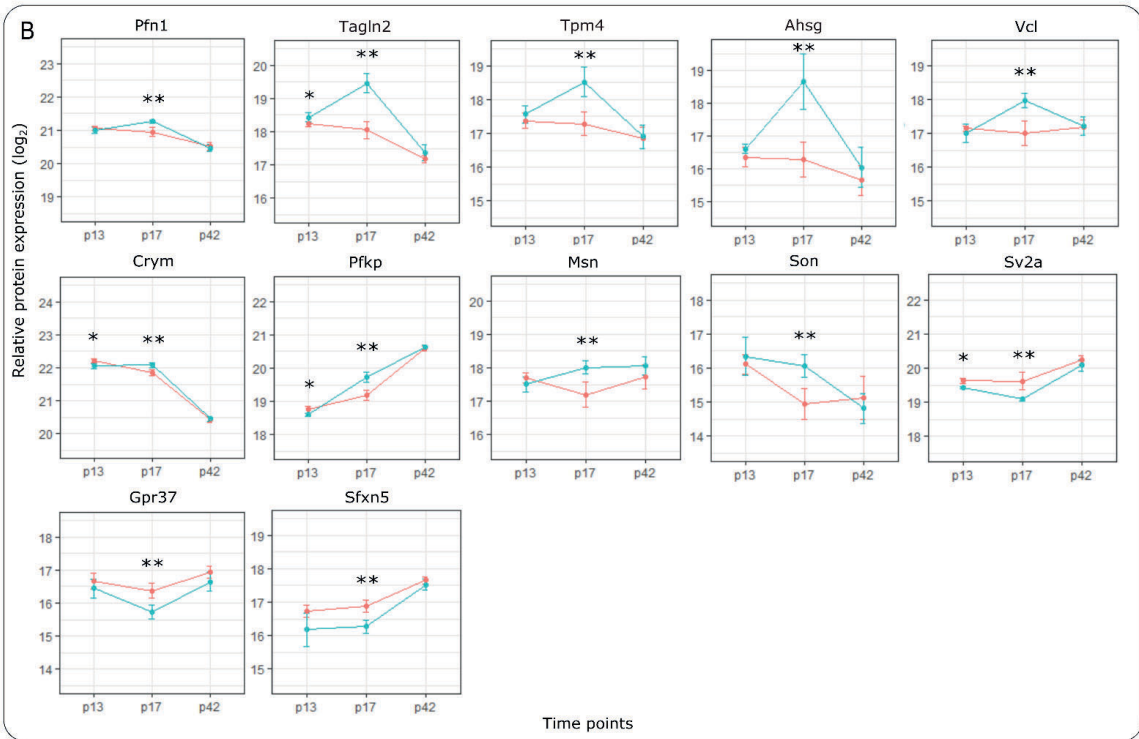 B
Pfn1 Tagln2 Tpm4 Ahsg Vcl
Relative protein expression (log2)
23 22 21 20 19
**
p13 p17 p42
20 19 18 17 16
* **
p13 p17 p42
19 18 17 16 15
**
p13 p17 p42
19 18 17 16 15
**
p13 p17 p42
19 18 17 16 15
**
p13 p17 p42
Crym Pfkp Msn Son Sv2a
24 23 22 21 20
* **
p13 p17 p42
22 21 20 19 18
* **
p13 p17 p42
20 19 18 17 16
**
p13 p17 p42
18 17 16 15 14
**
p13 p17 p42
22 21 20 19 18
* **
p13 p17 p42
Gpr37 Sfxn5
18 17 16 15 14
**
p13 p17 p42
19 18 17 16 15
**
p13 p17 p42
Time points